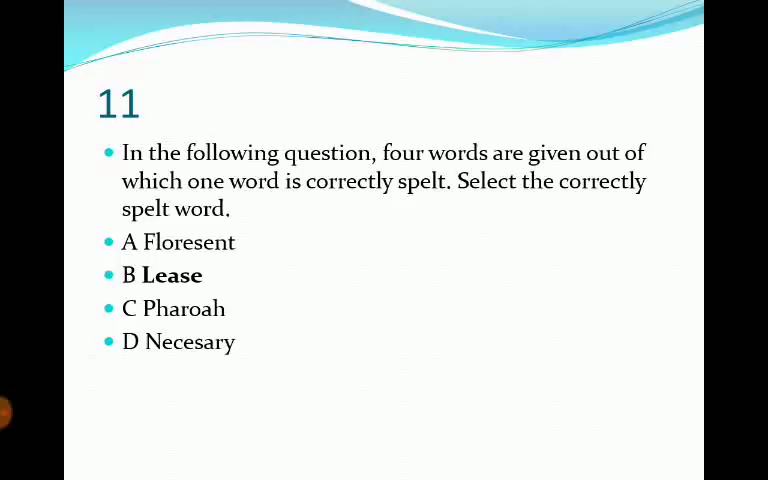 11
In the following question, four words are given out of
which one word is correctly spelt. Select the correctly
spelt word.
A Floresent
B Lease
C Pharoah
D Necesary